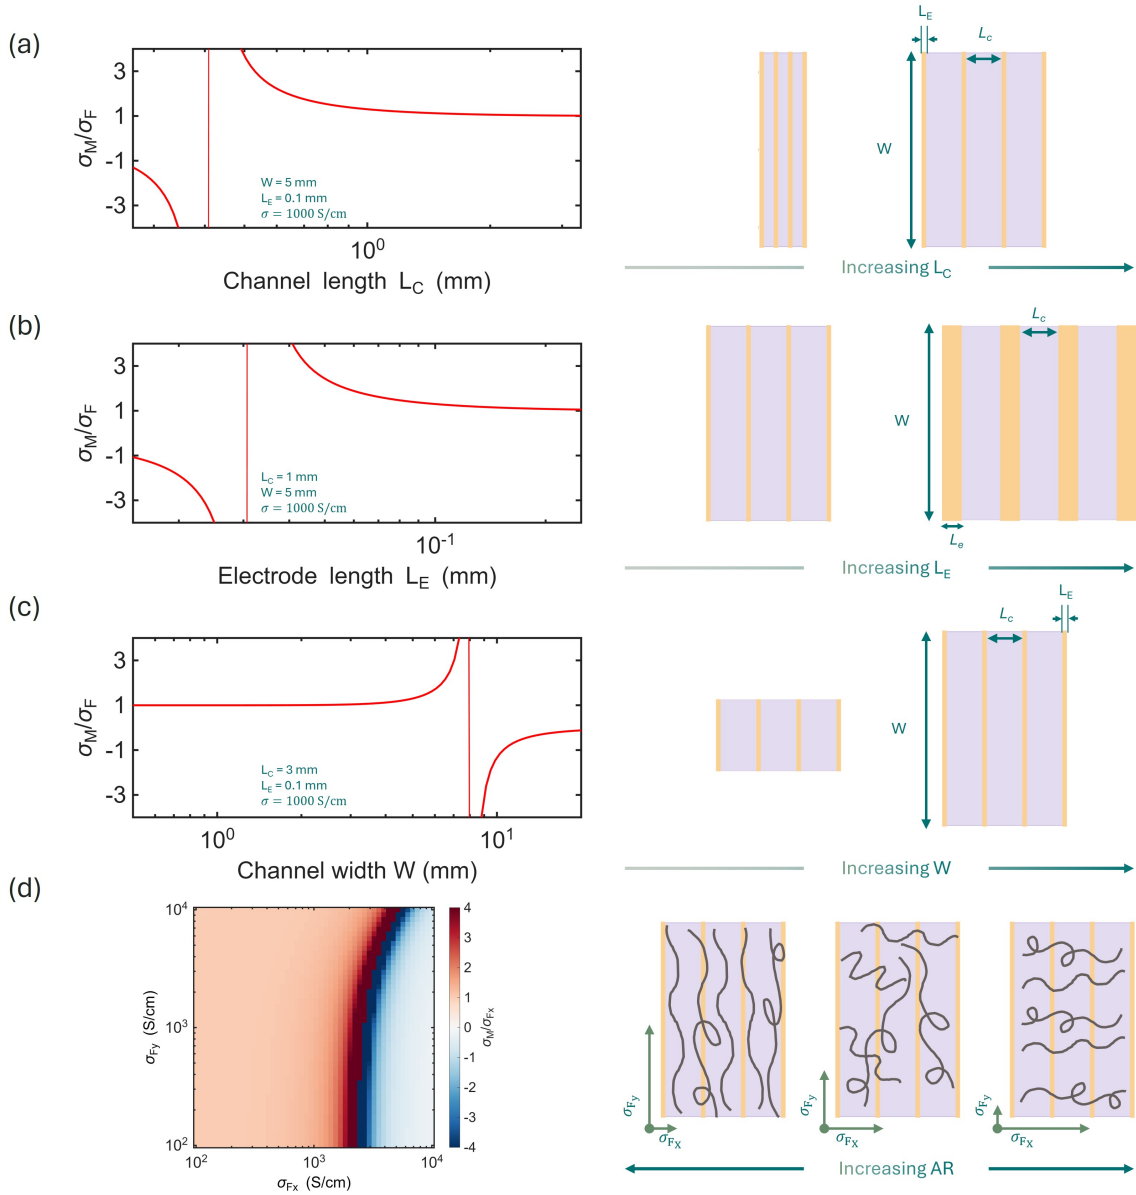 (a)
σM/σF
3
1
-1
-3
W = 5 mm
LE = 0.1 mm
σ = 1000 S/cm
10^0
Channel length LC (mm)
LE
Lc
W
Increasing LC
(b)
σM/σF
3
1
-1
-3
LC = 1 mm
W = 5 mm
σ = 1000 S/cm
10^-1
Electrode length LE (mm)
Lc
W
Le
Increasing LE
(c)
σM/σF
3
1
-1
-3
LC = 3 mm
LE = 0.1 mm
σ = 1000 S/cm
10^0 10^1
Channel width W (mm)
LE
Lc
W
Increasing W
(d)
σFy (S/cm)
10^4
10^3
10^2
10^2 10^3 10^4
σFx (S/cm)
4
3
2
1
0
-1
-2
-3
-4
σM/σFx
σFy
σFx
σFy
σFx
σFy
σFx
Increasing AR